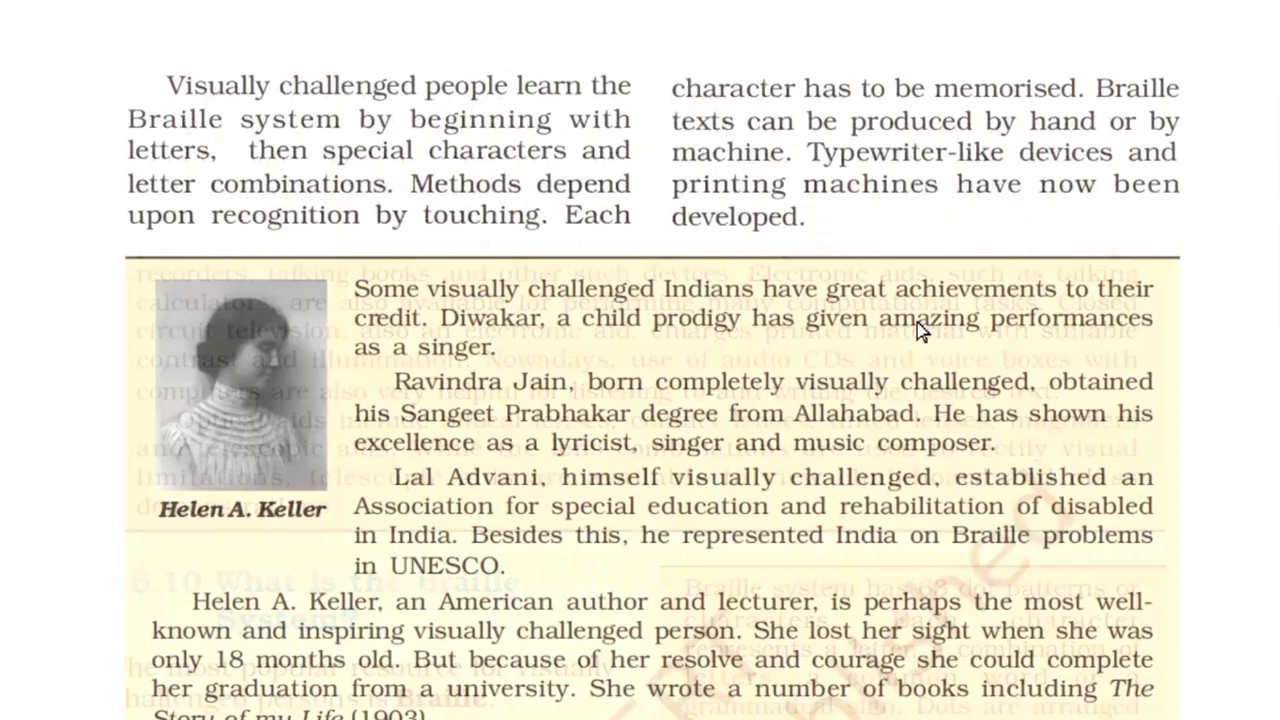 Visually challenged people learn the
Braille system by beginning with
letters, then special characters and
letter combinations. Methods depend
upon recognition by touching. Each
character has to be memorised. Braille
texts can be produced by hand or by
machine. Typewriter-like devices and
printing machines have now been
developed.
Some visually challenged Indians have great achievements to their
credit. Diwakar, a child prodigy has given amazing performances
as a singer.
Ravindra Jain, born completely visually challenged, obtained
his Sangeet Prabhakar degree from Allahabad. He has shown his
excellence as a lyricist, singer and music composer.
Lal Advani, himself visually challenged, established an
Association for special education and rehabilitation of disabled
in India. Besides this, he represented India on Braille problems
in UNESCO.
Helen A. Keller
Helen A. Keller, an American author and lecturer, is perhaps the most well-
known and inspiring visually challenged person. She lost her sight when she was
only 18 months old. But because of her resolve and courage she could complete
her graduation from a university. She wrote a number of books including The
Story of my Life (1903).